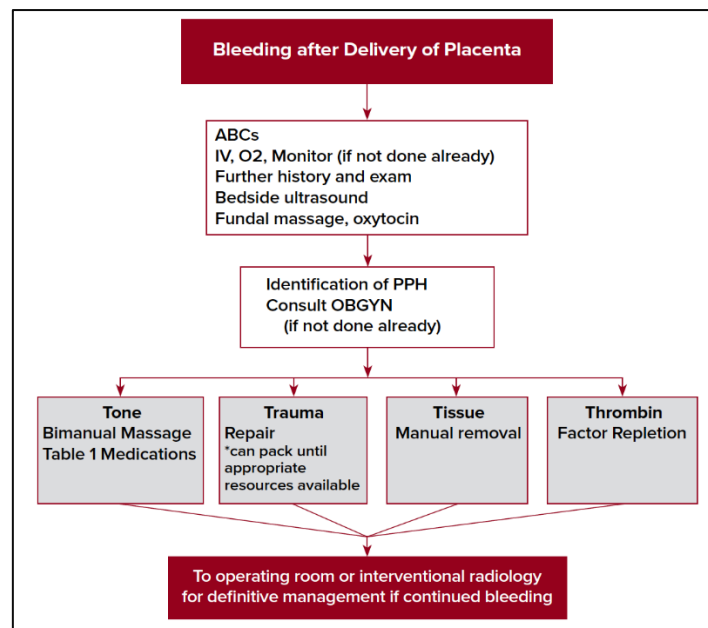 Bleeding after Delivery of Placenta
ABCs
IV, O2, Monitor (if not done already)
Further history and exam
Bedside ultrasound
Fundal massage, oxytocin
Identification of PPH
Consult OBGYN
(if not done already)
Tone
Bimanual Massage
Table 1 Medications
Trauma
Repair
*can pack until
appropriate
resources available
Tissue
Manual removal
Thrombin
Factor Repletion
To operating room or interventional radiology
for definitive management if continued bleeding